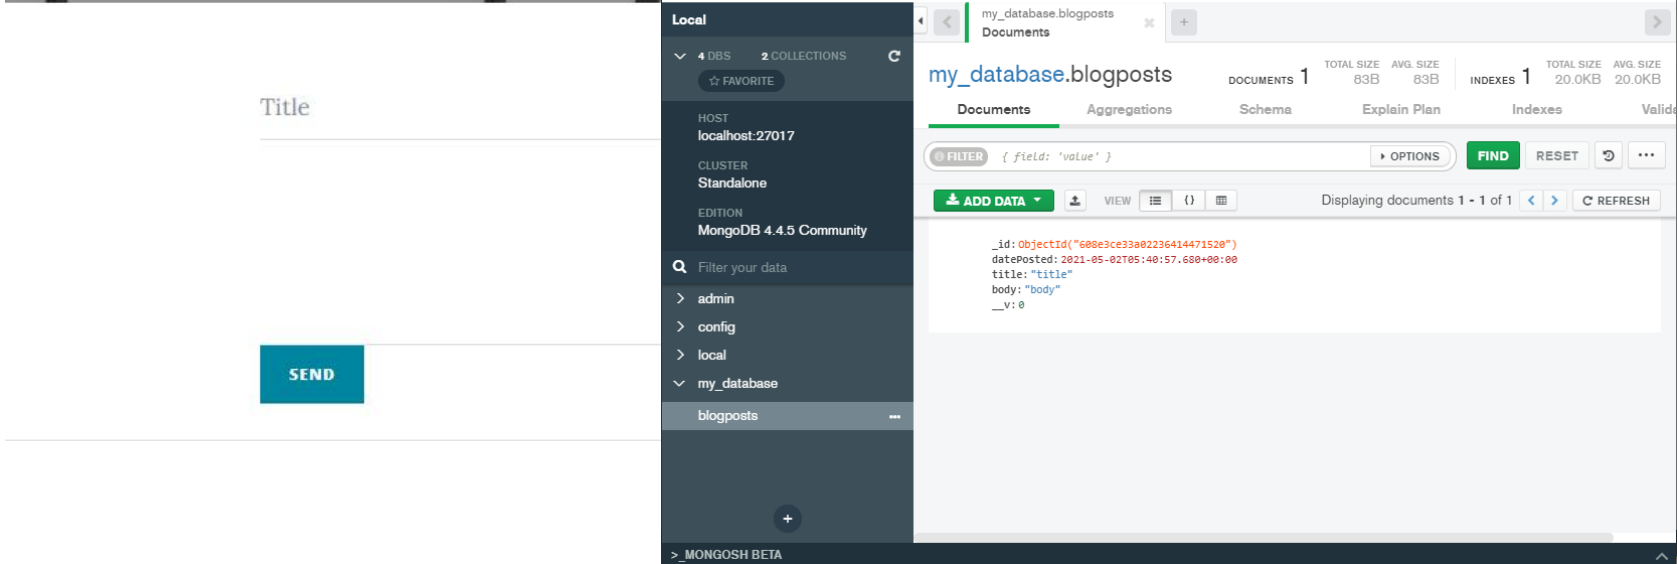 Title
SEND
Local
4 DBS 2 COLLECTIONS
FAVORITE
HOST
localhost:27017
CLUSTER
Standalone
EDITION
MongoDB 4.4.5 Community
Filter your data
admin
config
local
my_database
blogposts
>_MONGOSH BETA
my_database.blogposts
Documents
my_database.blogposts
DOCUMENTS 1 TOTAL SIZE 83B AVG. SIZE 83B INDEXES 1 TOTAL SIZE 20.0KB AVG. SIZE 20.0KB
Documents Aggregations Schema Explain Plan Indexes Valida
FILTER { field: 'value' } OPTIONS FIND RESET
ADD DATA VIEW {} Displaying documents 1 - 1 of 1 REFRESH
_id: ObjectId("608e3ce33a02236414471520")
datePosted: 2021-05-02T05:40:57.680+00:00
title: "title"
body: "body"
__v: 0